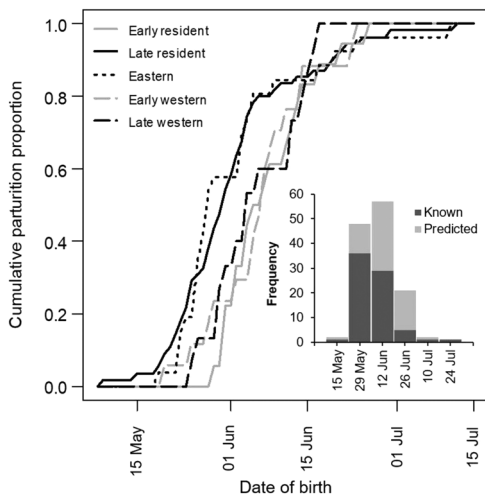 Cumulative parturition proportion
1.0
0.8
0.6
0.4
0.2
0.0
Early resident
Late resident
Eastern
Early western
Late western
Frequency
60
50
40
30
20
10
0
Known
Predicted
15 May
29 May
12 Jun
26 Jun
10 Jul
24 Jul
15 May
01 Jun
15 Jun
01 Jul
15 Jul
Date of birth